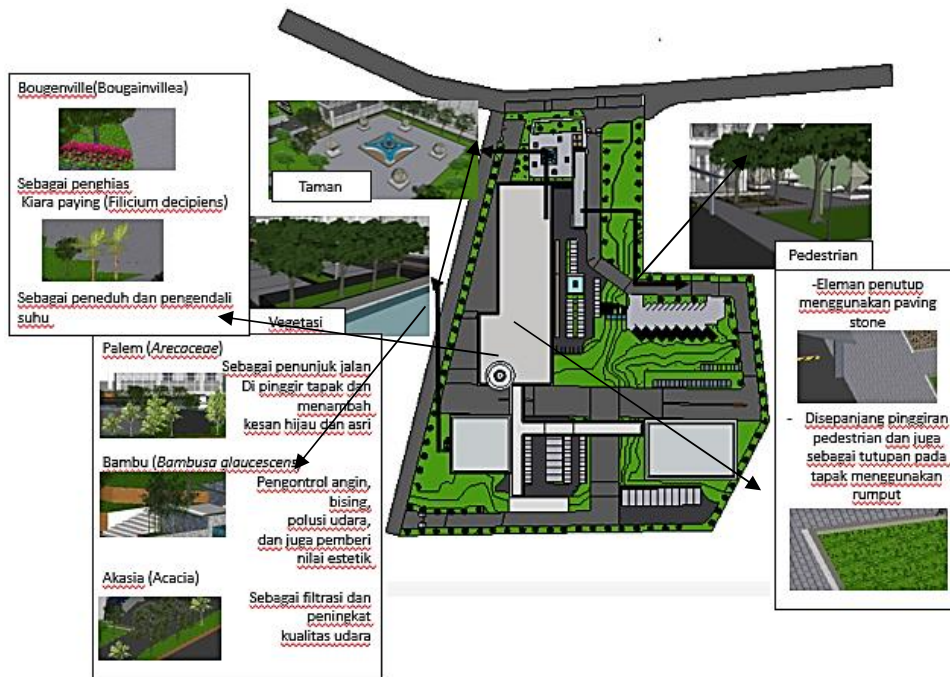 Bougenville(Bougainvillea)
Sebagai penghias
Kiara paying (Filicium decipiens)
Sebagai peneduh dan pengendali
suhu
Taman
Vegetasi
Palem (Arecaceae)
Sebagai penunjuk jalan
Di pinggir tapak dan
menambah
kesan hijau dan asri
Bambu (Bambusa glaucescens)
Pengontrol angin,
bising,
polusi udara,
dan juga pemberi
nilai estetik
Akasia (Acacia)
Sebagai filtrasi dan
peningkat
kualitas udara
Pedestrian
-Eleman penutup
menggunakan paving
stone
- Disepanjang pinggiran
pedestrian dan juga
sebagai tutupan pada
tapak menggunakan
rumput